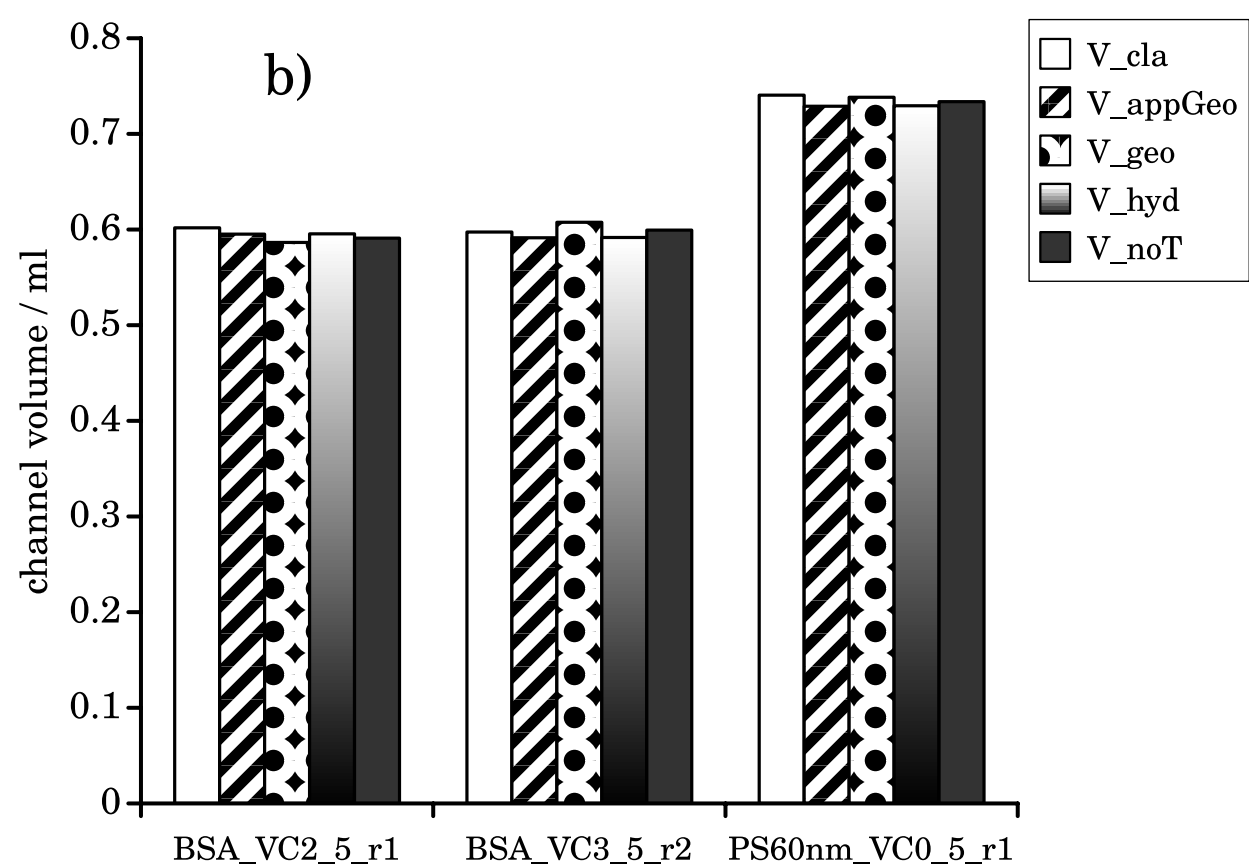 b)
channel volume / ml
0.8
0.7
0.6
0.5
0.4
0.3
0.2
0.1
0
BSA_VC2_5_r1
BSA_VC3_5_r2
PS60nm_VC0_5_r1
V_cla
V_appGeo
V_geo
V_hyd
V_noT